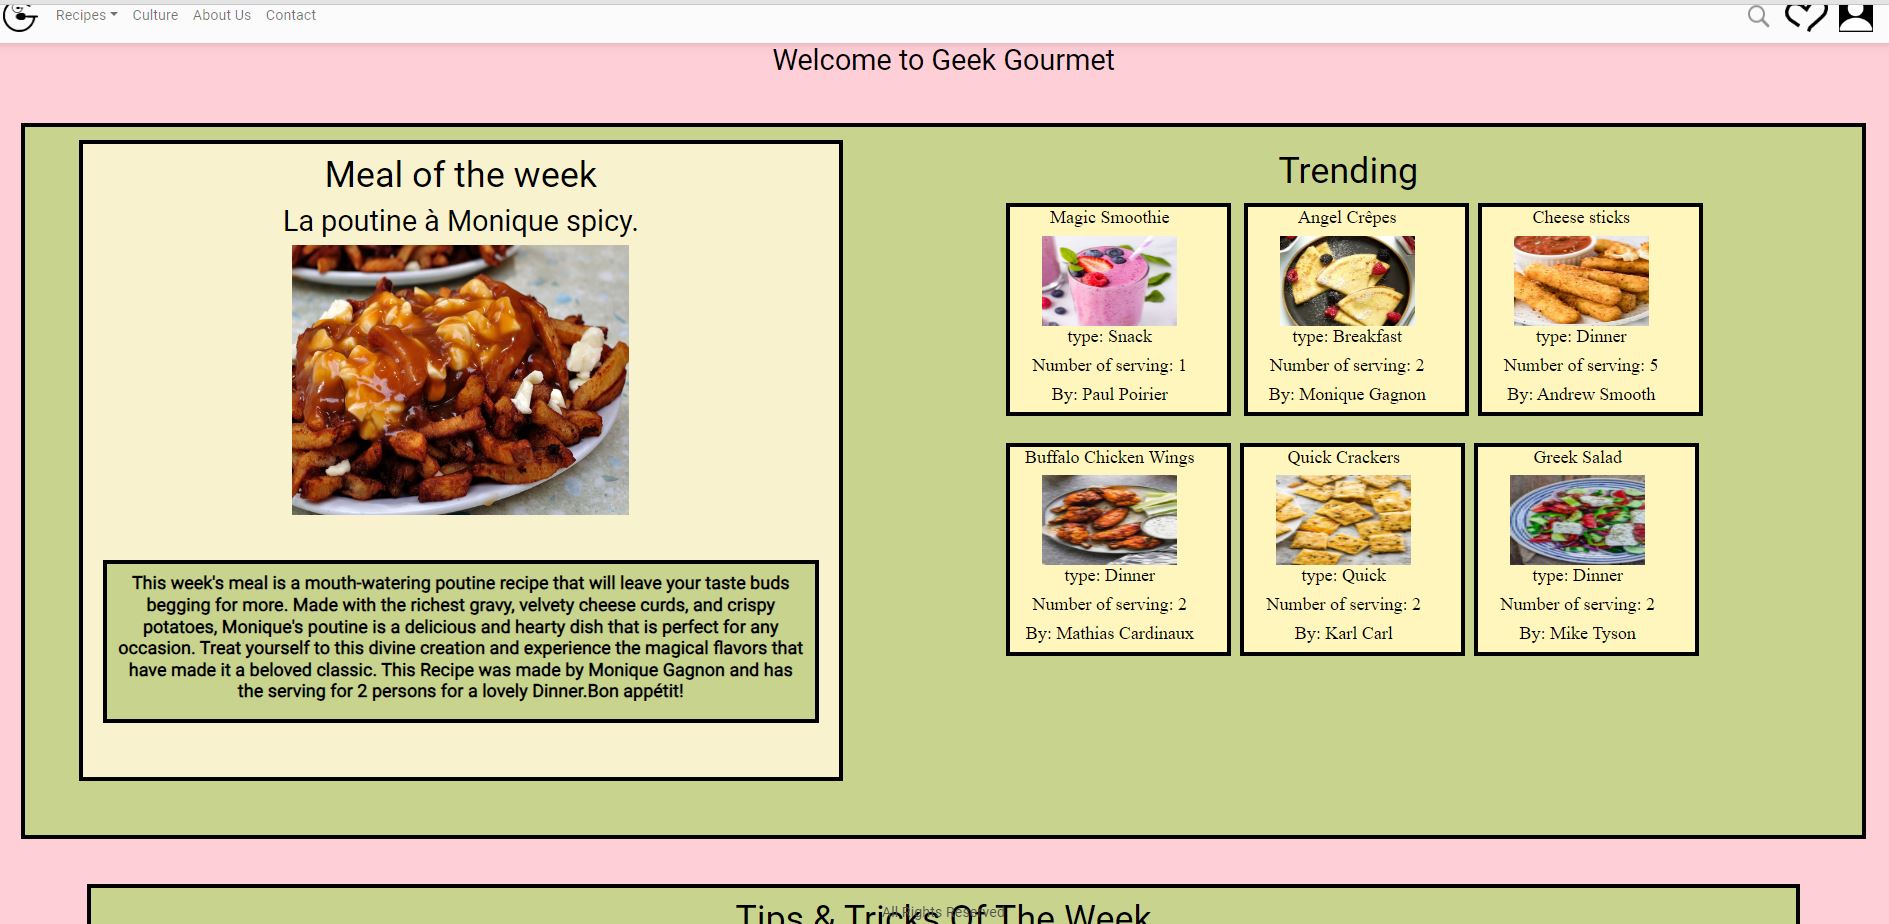 Recipes Culture About Us Contact
Welcome to Geek Gourmet
Meal of the week
La poutine à Monique spicy.
This week's meal is a mouth-watering poutine recipe that will leave your taste buds
begging for more. Made with the richest gravy, velvety cheese curds, and crispy
potatoes, Monique's poutine is a delicious and hearty dish that is perfect for any
occasion. Treat yourself to this divine creation and experience the magical flavors that
have made it a beloved classic. This Recipe was made by Monique Gagnon and has
the serving for 2 persons for a lovely Dinner.Bon appétit!
Trending
Magic Smoothie
type: Snack
Number of serving: 1
By: Paul Poirier
Angel Crêpes
type: Breakfast
Number of serving: 2
By: Monique Gagnon
Cheese sticks
type: Dinner
Number of serving: 5
By: Andrew Smooth
Buffalo Chicken Wings
type: Dinner
Number of serving: 2
By: Mathias Cardinaux
Quick Crackers
type: Quick
Number of serving: 2
By: Karl Carl
Greek Salad
type: Dinner
Number of serving: 2
By: Mike Tyson
Tips & Tricks Of The Week
All Rights Reserved